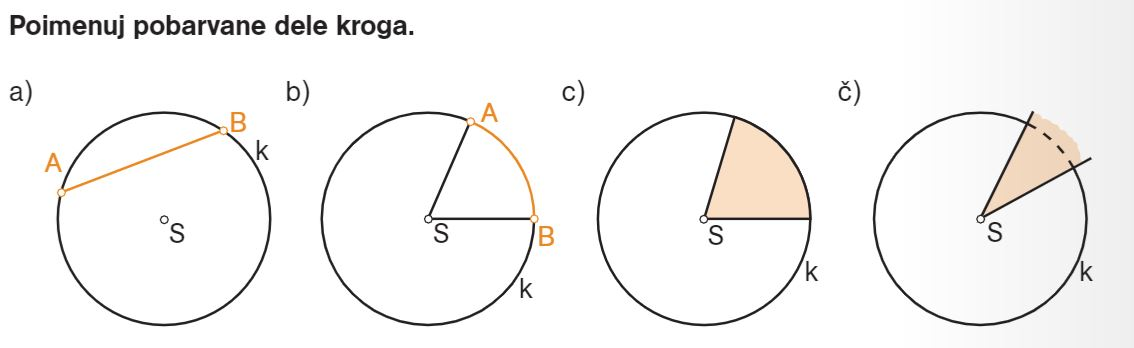 Poimenuj pobarvane dele kroga.
a) b) c) č)
A B k S
A B S k
S k
S k